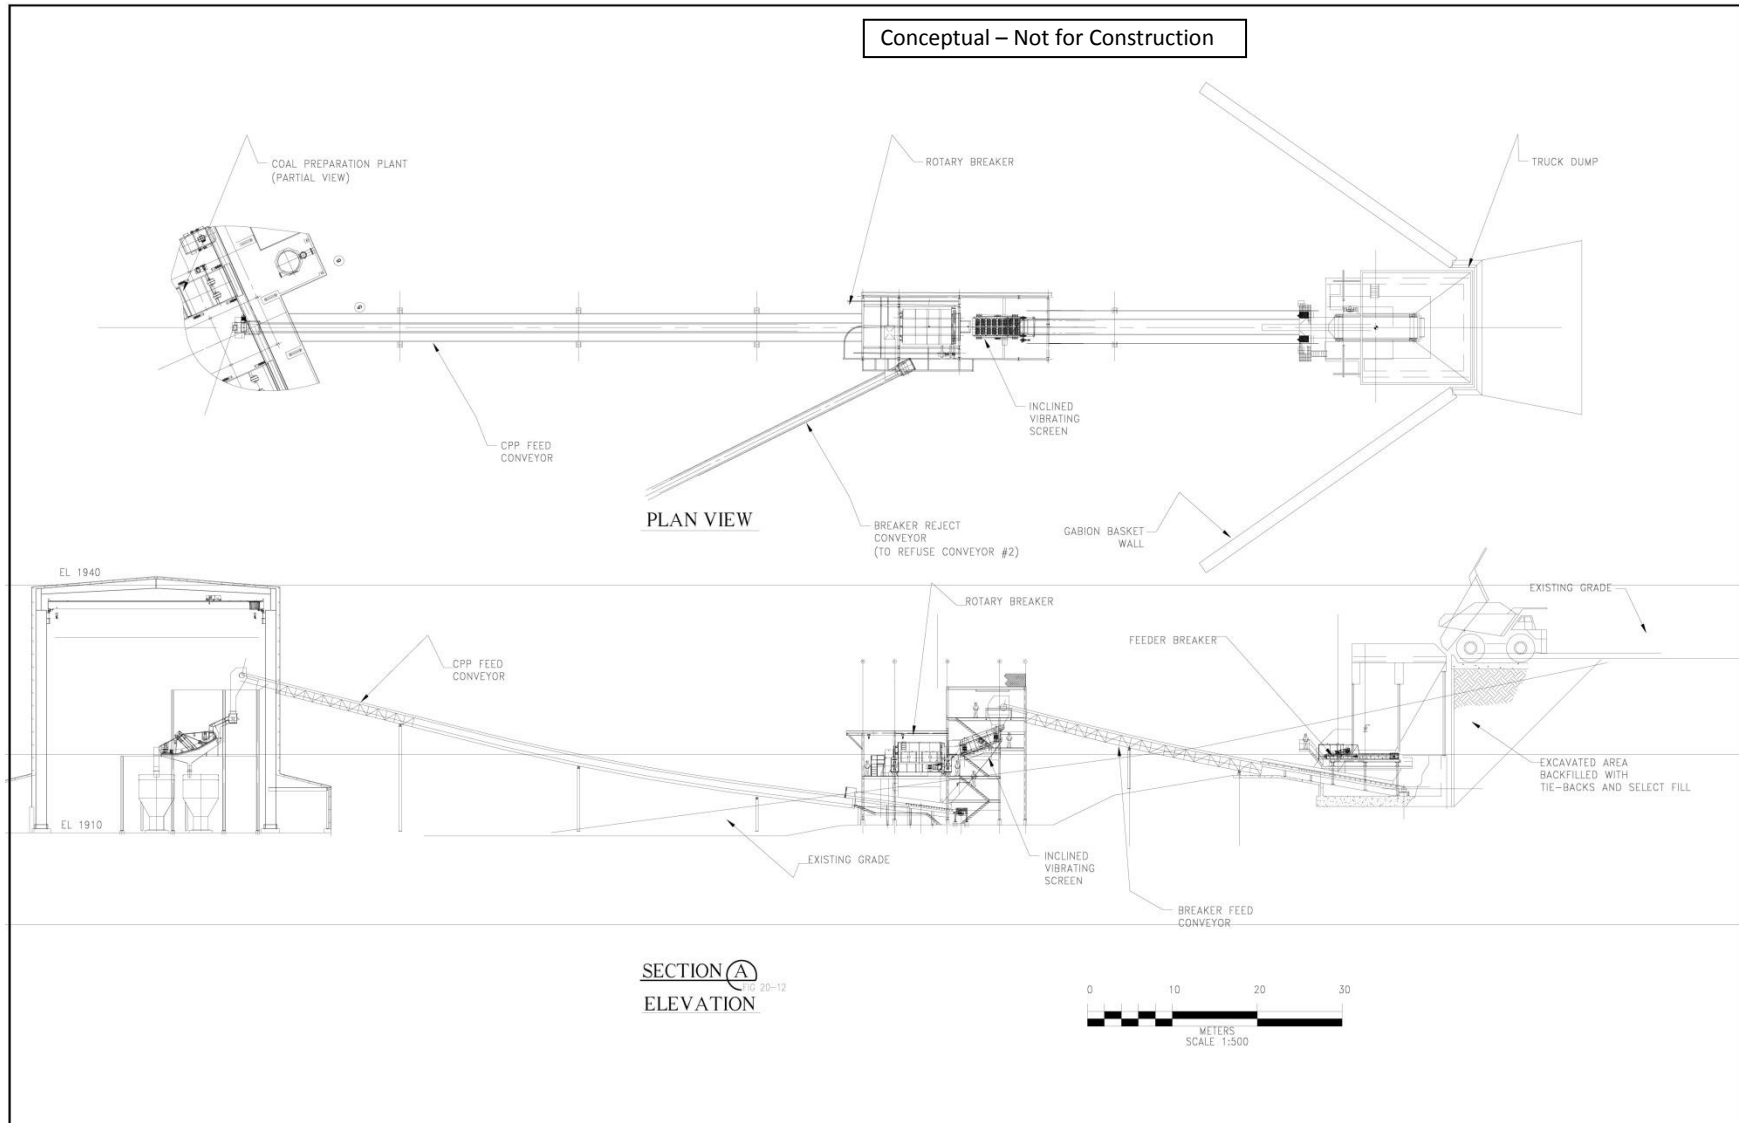 Conceptual – Not for Construction
COAL PREPARATION PLANT
(PARTIAL VIEW)
ROTARY BREAKER
TRUCK DUMP
INCLINED
VIBRATING
SCREEN
CPP FEED
CONVEYOR
PLAN VIEW
BREAKER REJECT
CONVEYOR
(TO REFUSE CONVEYOR #2)
GABION BASKET
WALL
EL 1940
ROTARY BREAKER
EXISTING GRADE
FEEDER BREAKER
CPP FEED
CONVEYOR
EXCAVATED AREA
BACKFILLED WITH
TIE-BACKS AND SELECT FILL
EL 1910
EXISTING GRADE
INCLINED
VIBRATING
SCREEN
BREAKER FEED
CONVEYOR
SECTION A
FIG 20-12
ELEVATION
0 10 20 30
METERS
SCALE 1:500